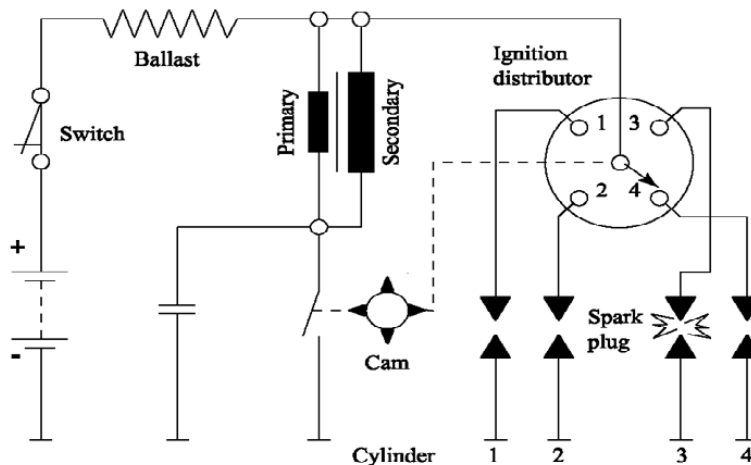 Ballast
Ignition
distributor
Switch
Primary
Secondary
1 3
2 4
+
-
Cam
Spark
plug
Cylinder 1 2 3 4